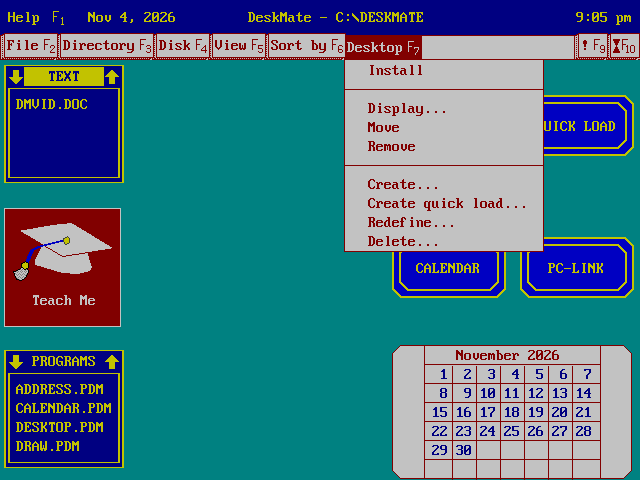 Help F1 Nov 4, 2026 DeskMate - C:\DESKMATE 9:05 pm
File F2 Directory F3 Disk F4 View F5 Sort by F6 Desktop F7 ! F9 F10
TEXT
DMVID.DOC
Teach Me
PROGRAMS
ADDRESS.PDM
CALENDAR.PDM
DESKTOP.PDM
DRAW.PDM
Install
Display...
Move
Remove
Create...
Create quick load...
Redefine...
Delete...
UICK LOAD
CALENDAR
PC-LINK
November 2026
1 2 3 4 5 6 7
8 9 10 11 12 13 14
15 16 17 18 19 20 21
22 23 24 25 26 27 28
29 30